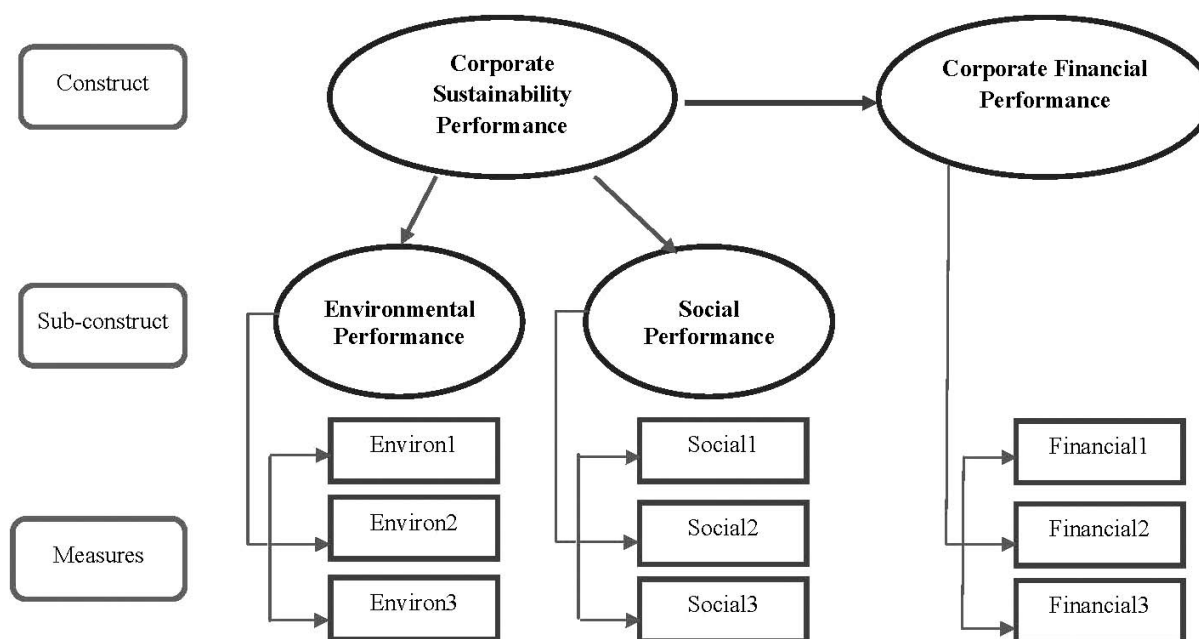 Construct
Corporate
Sustainability
Performance
Corporate Financial
Performance
Sub-construct
Environmental
Performance
Social
Performance
Measures
Environ1
Environ2
Environ3
Social1
Social2
Social3
Financial1
Financial2
Financial3